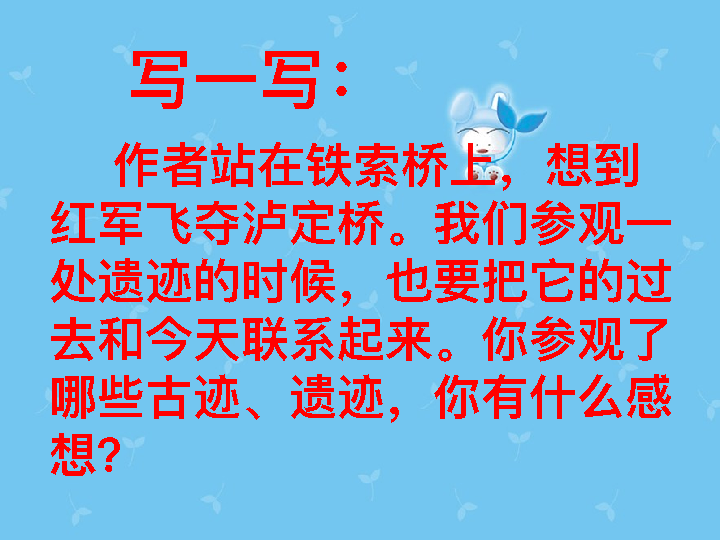 写一写：
作者站在铁索桥上，想到
红军飞夺泸定桥。我们参观一
处遗迹的时候，也要把它的过
去和今天联系起来。你参观了
哪些古迹、遗迹，你有什么感
想？